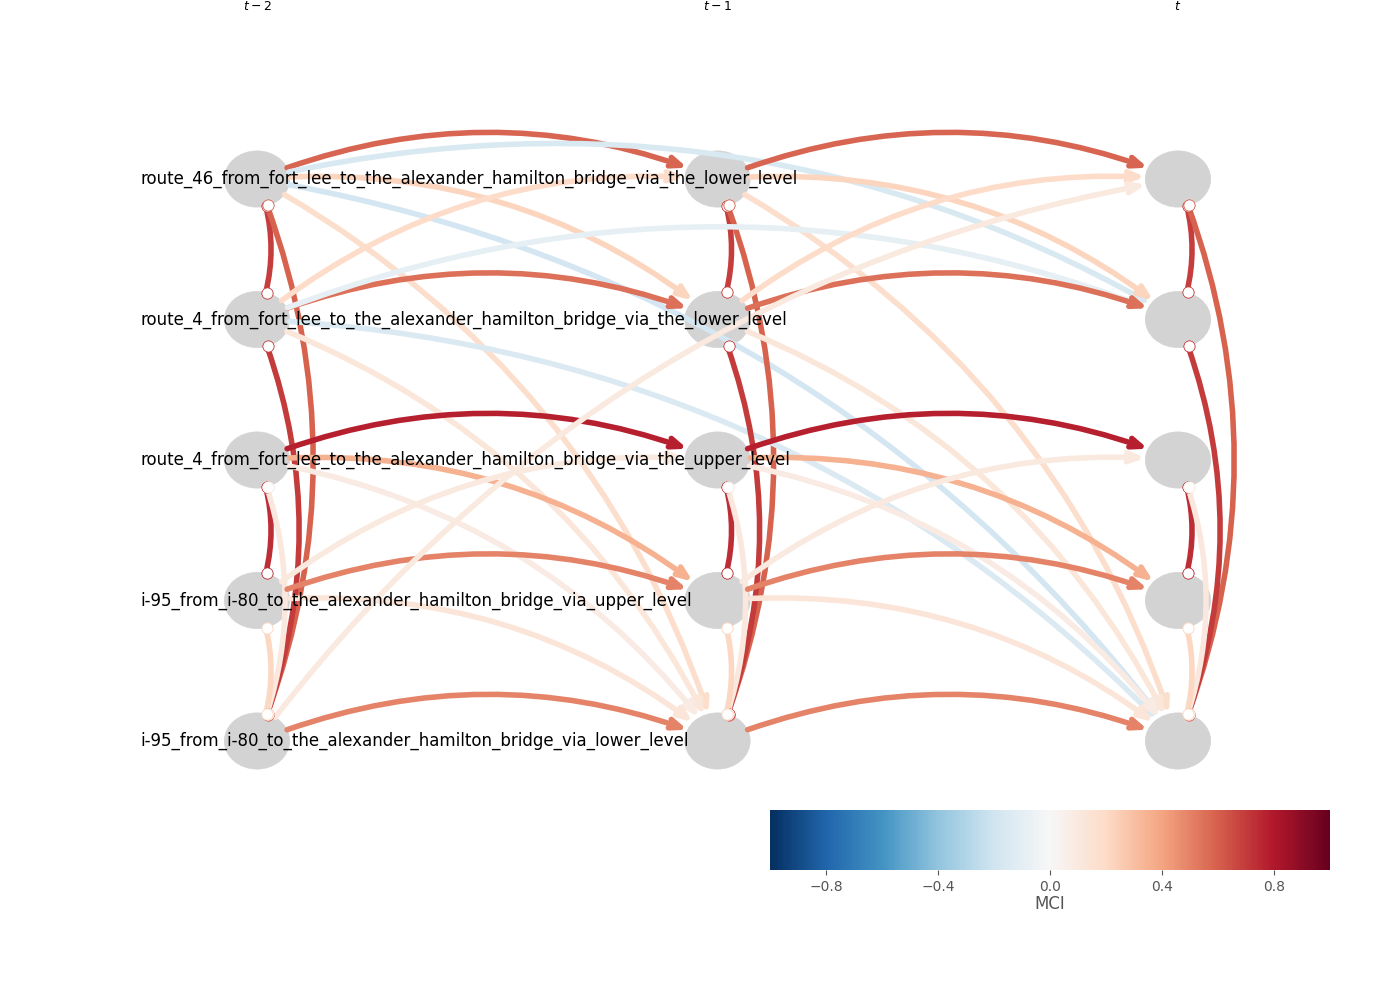 t − 2 t − 1 t
route_46_from_fort_lee_to_the_alexander_hamilton_bridge_via_the_lower_level
route_4_from_fort_lee_to_the_alexander_hamilton_bridge_via_the_lower_level
route_4_from_fort_lee_to_the_alexander_hamilton_bridge_via_the_upper_level
i-95_from_i-80_to_the_alexander_hamilton_bridge_via_upper_level
i-95_from_i-80_to_the_alexander_hamilton_bridge_via_lower_level
−0.8 −0.4 0.0 0.4 0.8
MCI